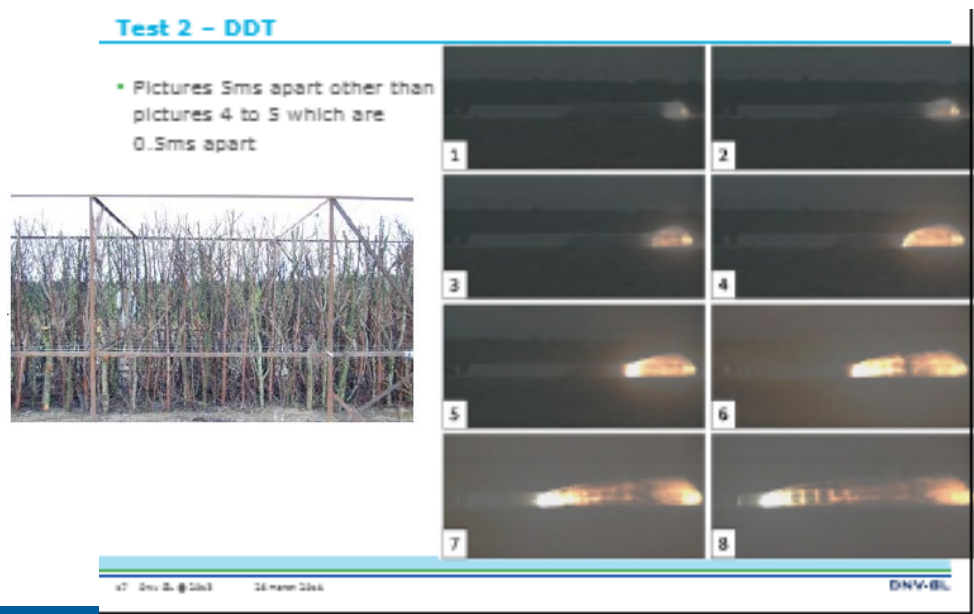 Test 2 – DDT
▪ Pictures 5ms apart other than
pictures 4 to 5 which are
0.5ms apart
1
2
3
4
5
6
7
8
DNV·GL